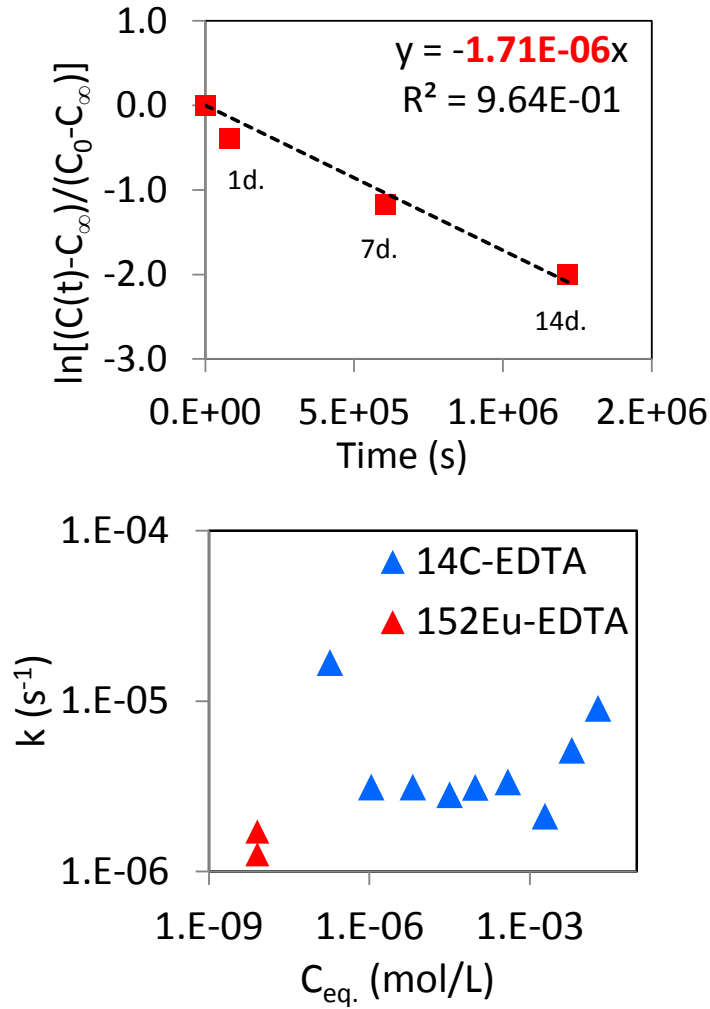 1.0
0.0
-1.0
-2.0
-3.0
ln[(C(t)-C∞)/(C₀-C∞)]
y = -1.71E-06x
R² = 9.64E-01
1d.
7d.
14d.
0.E+00 5.E+05 1.E+06 2.E+06
Time (s)
1.E-04
1.E-05
1.E-06
k (s⁻¹)
14C-EDTA
152Eu-EDTA
1.E-09 1.E-06 1.E-03
Ceq. (mol/L)